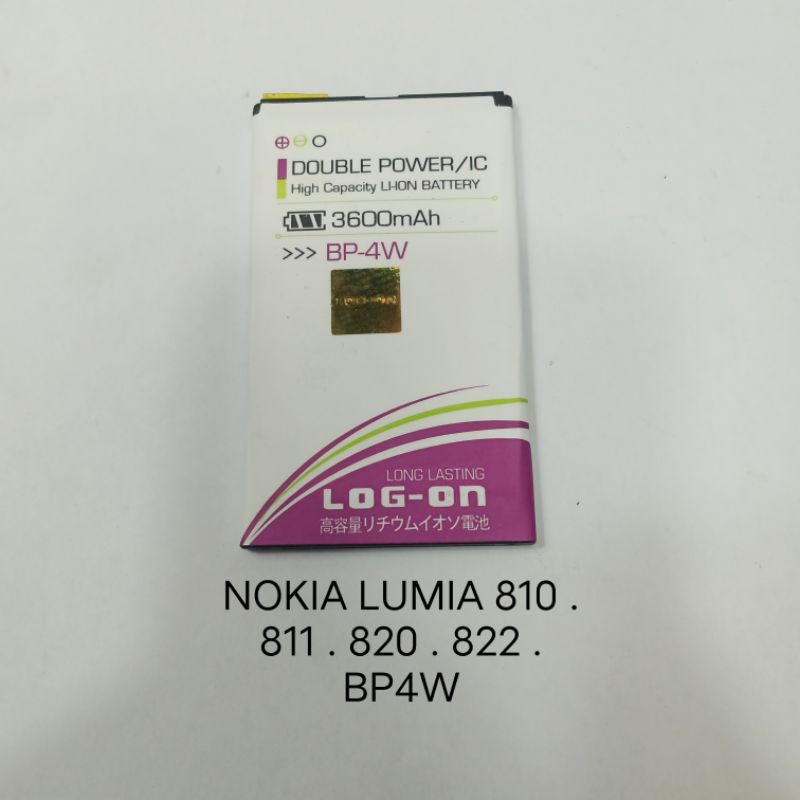 DOUBLE POWER/IC
High Capacity LI-ION BATTERY
3600mAh
>>> BP-4W
LONG LASTING
LOG-on
高容量リチウムイオソ電池
NOKIA LUMIA 810 .
811 . 820 . 822 .
BP4W